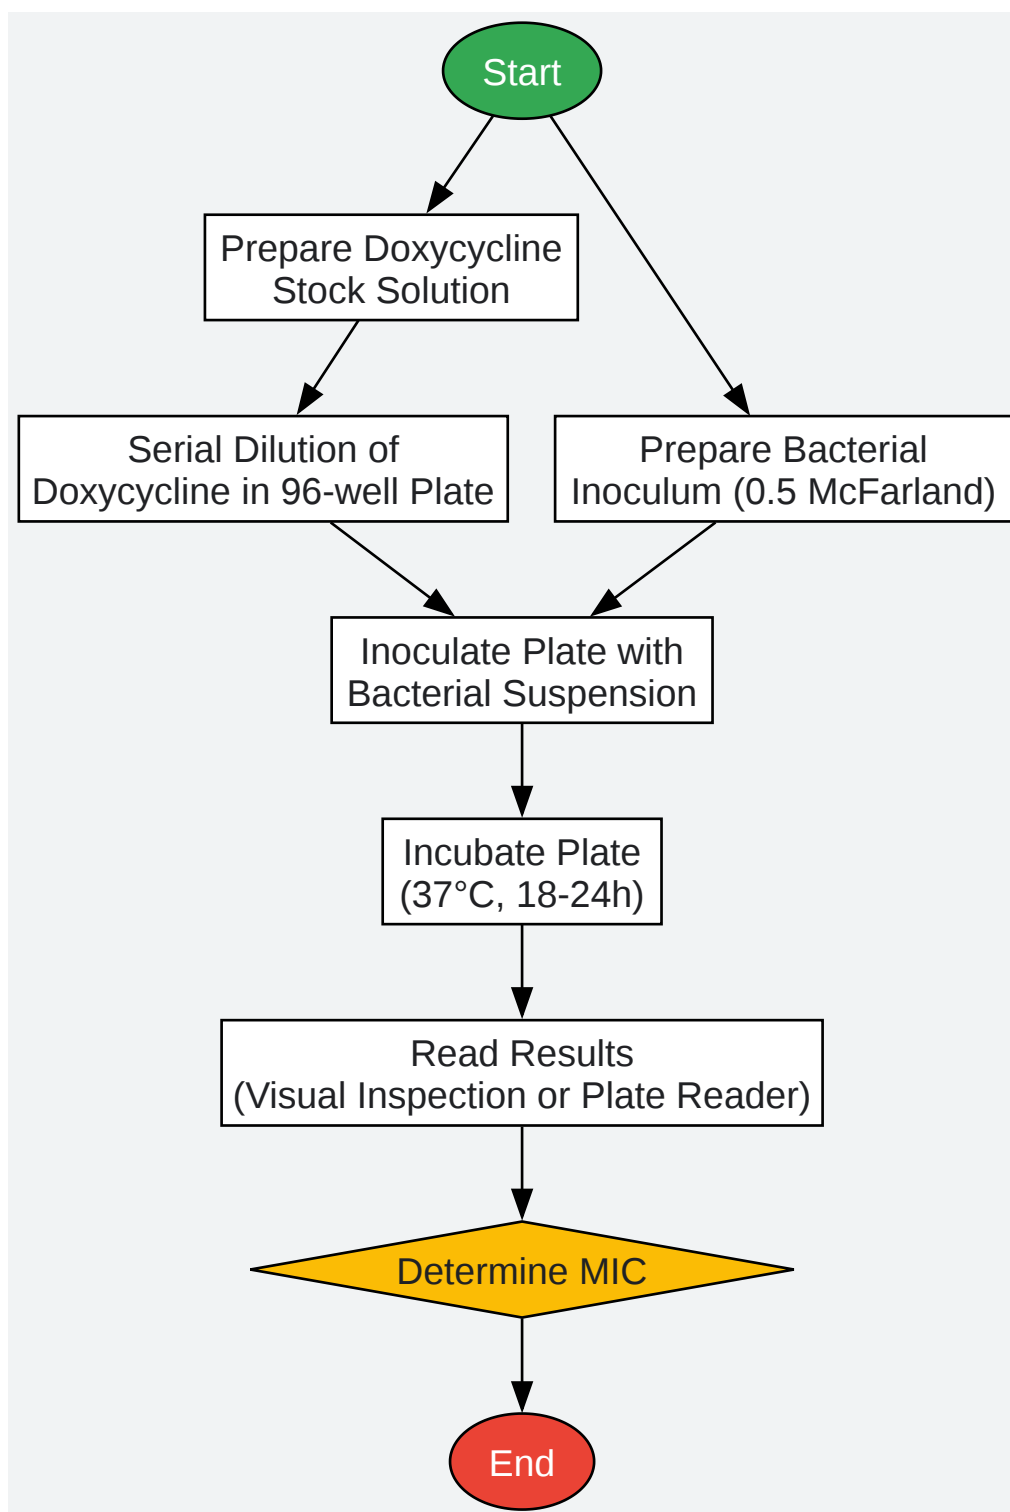 Start
Prepare Doxycycline
Stock Solution
Serial Dilution of
Doxycycline in 96-well Plate
Prepare Bacterial
Inoculum (0.5 McFarland)
Inoculate Plate with
Bacterial Suspension
Incubate Plate
(37°C, 18-24h)
Read Results
(Visual Inspection or Plate Reader)
Determine MIC
End